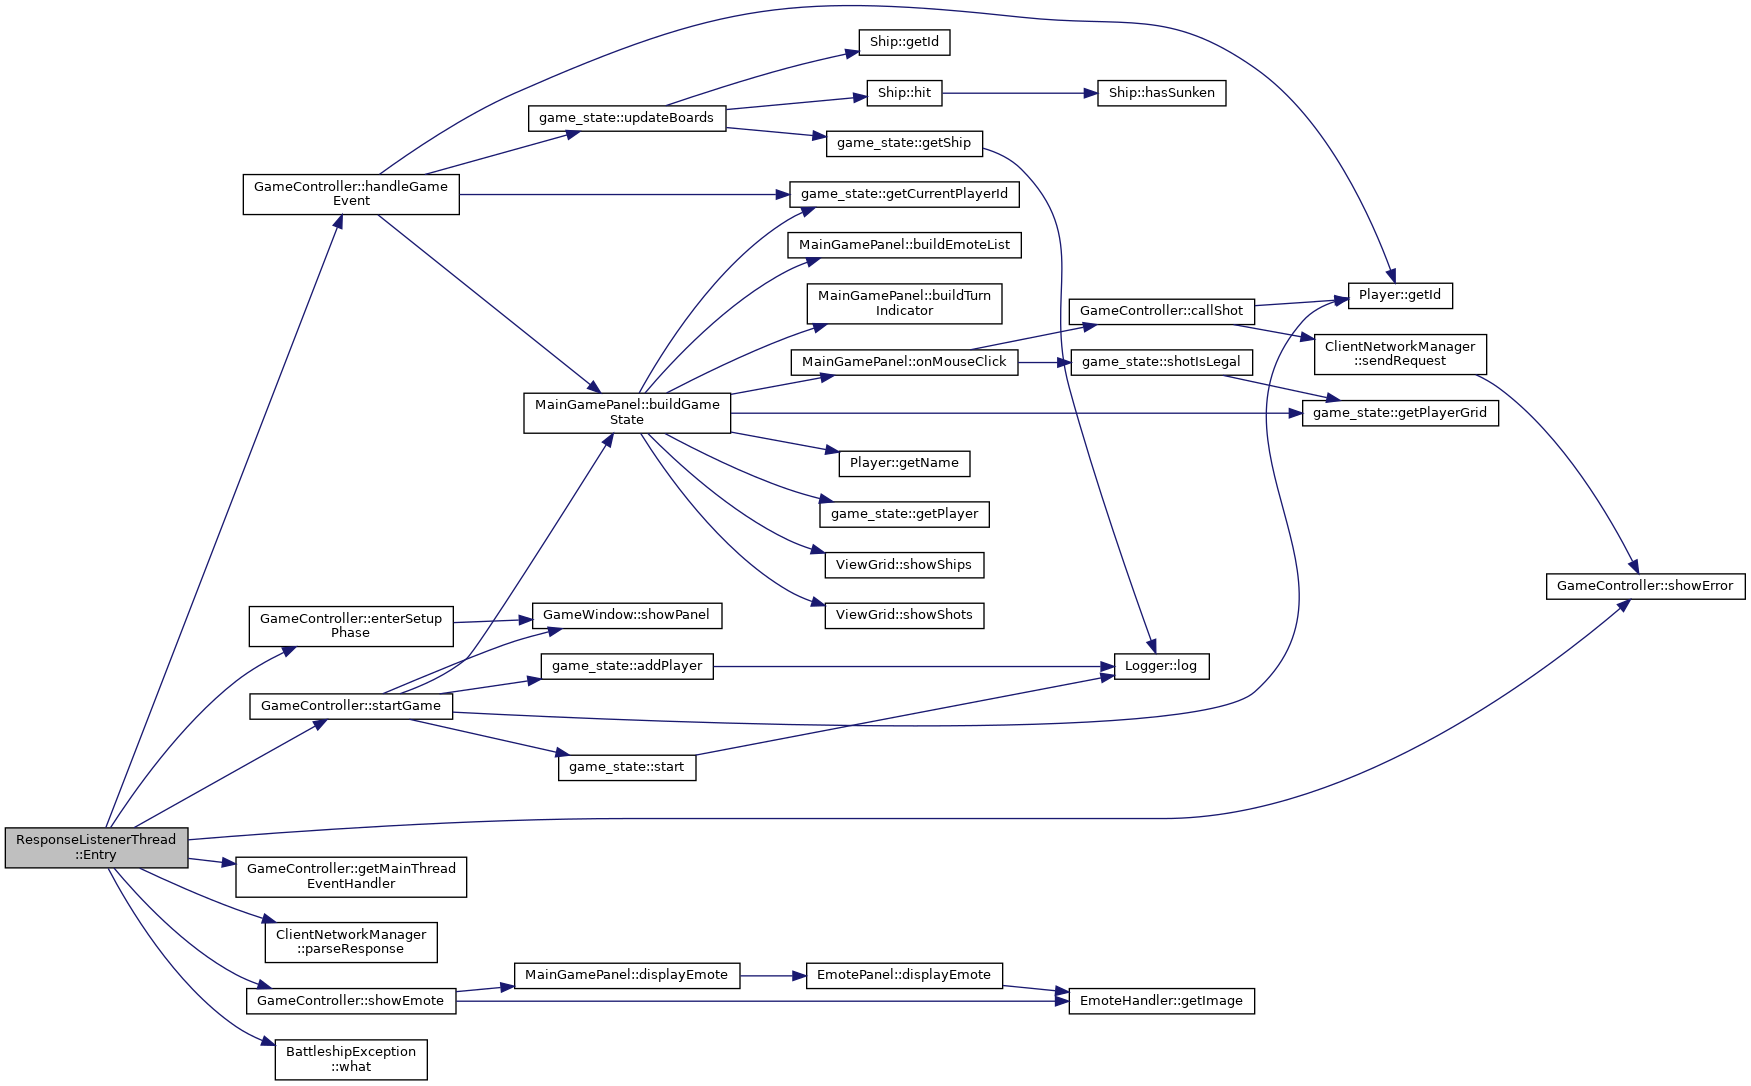 Ship::getId
Ship::hit
Ship::hasSunken
game_state::updateBoards
game_state::getShip
GameController::handleGame
Event
game_state::getCurrentPlayerId
MainGamePanel::buildEmoteList
MainGamePanel::buildTurn
Indicator
Player::getId
GameController::callShot
ClientNetworkManager
::sendRequest
MainGamePanel::onMouseClick
game_state::shotIsLegal
MainGamePanel::buildGame
State
game_state::getPlayerGrid
Player::getName
game_state::getPlayer
ViewGrid::showShips
GameController::showError
GameController::enterSetup
Phase
GameWindow::showPanel
ViewGrid::showShots
game_state::addPlayer
Logger::log
GameController::startGame
game_state::start
ResponseListenerThread
::Entry
GameController::getMainThread
EventHandler
ClientNetworkManager
::parseResponse
MainGamePanel::displayEmote
EmotePanel::displayEmote
GameController::showEmote
EmoteHandler::getImage
BattleshipException
::what